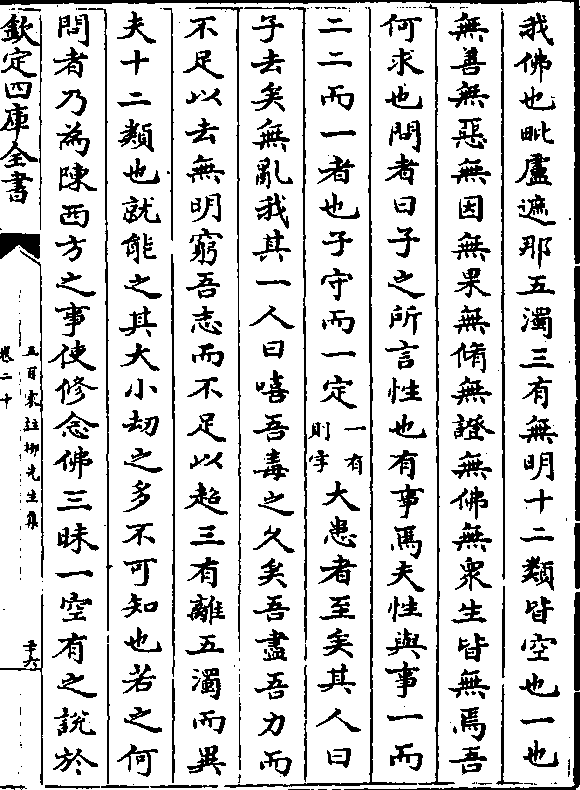 我佛也毗盧遮那五濁三有無明十二類皆空也一也
無善無惡無因無果無脩無證無佛無衆生皆無焉吾
何求也問者曰子之所言性也有事焉夫性與事一而
二二而一者也子守而一定一有則字大患者至矣其人曰
子去矣無亂我其一人曰嘻吾毒之久矣吾盡吾力而
不足以去無明窮吾志而不足以超三有離五濁而異
夫十二類也就能之其大小劫之多不可知也若之何
問者乃為陳西方之事使修念佛三昧一空有之說於
欽定四庫全書
五百家註柳先生集
卷二十
三十六